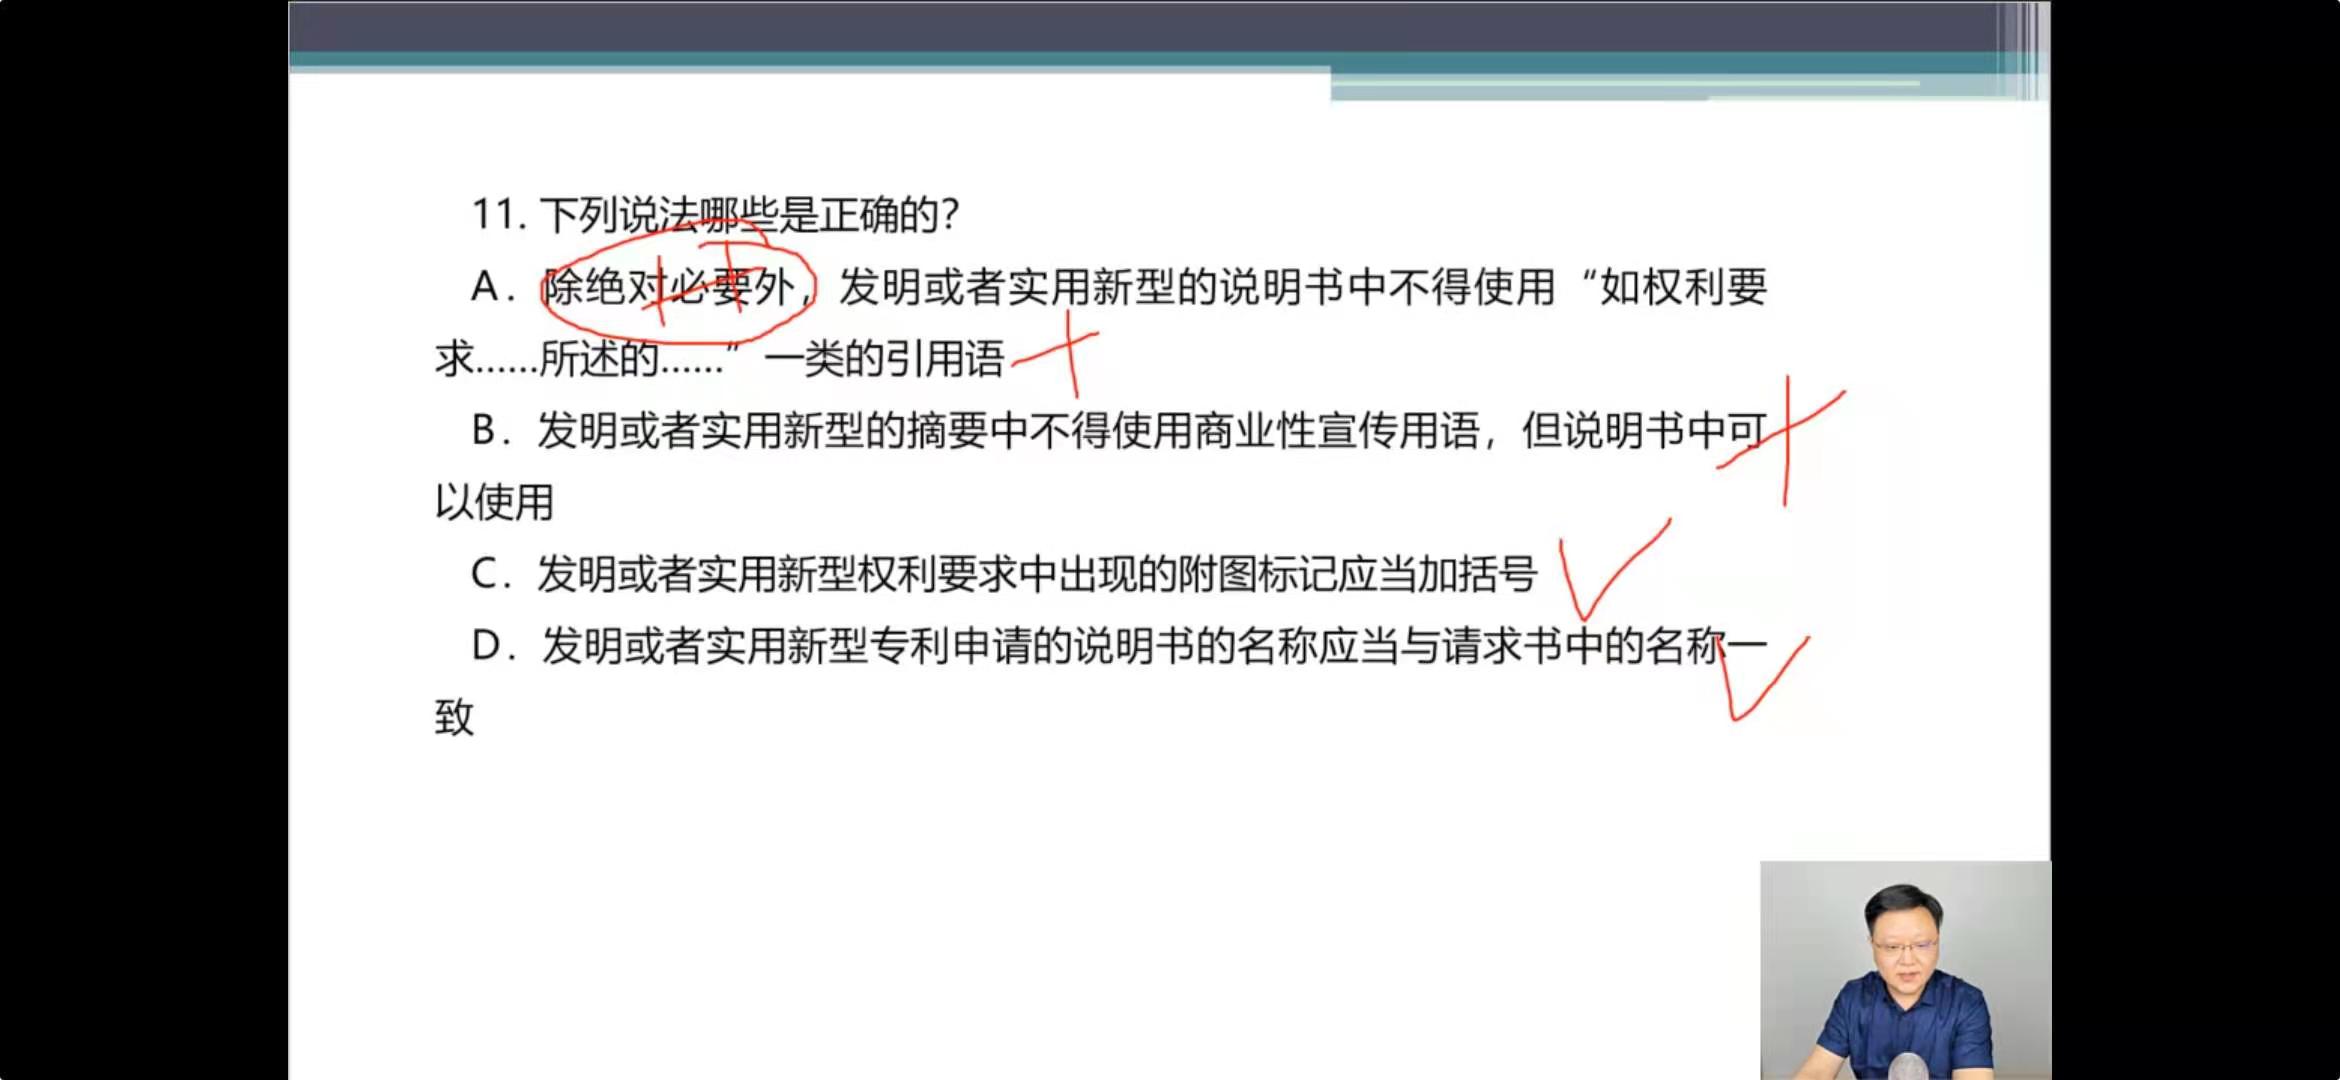 11. 下列说法哪些是正确的？
A. 除绝对必要外，发明或者实用新型的说明书中不得使用“如权利要
求……所述的……”一类的引用语
B. 发明或者实用新型的摘要中不得使用商业性宣传用语，但说明书中可
以使用
C. 发明或者实用新型权利要求中出现的附图标记应当加括号
D. 发明或者实用新型专利申请的说明书的名称应当与请求书中的名称一
致